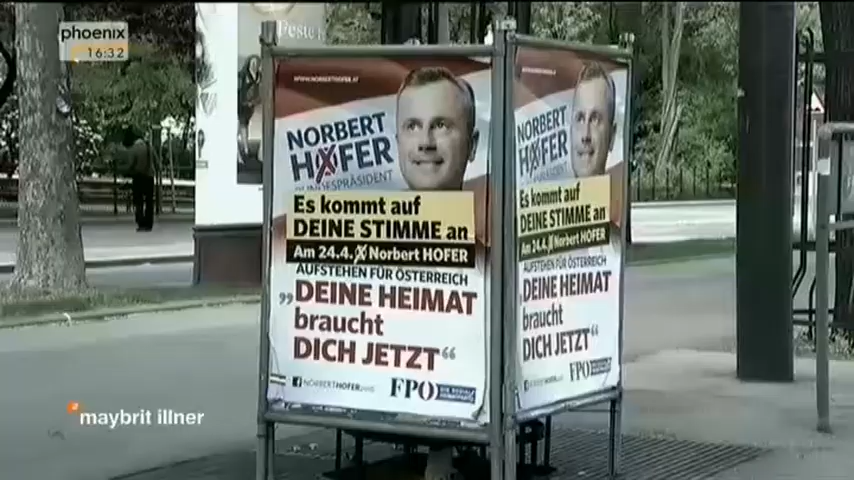 phoenix
16:32
Feste
WWW.NORBERTHOFER.AT
NORBERT
HOFER
BUNDESPRÄSIDENT
Es kommt auf
DEINE STIMME an
Am 24.4. X Norbert HOFER
AUFSTEHEN FÜR ÖSTERREICH
„DEINE HEIMAT
braucht
DICH JETZT“
NORBERTHOFER
FPÖ
NORBERT
HOFER
Es kommt auf
DEINE STIMME an
Am 24.4. X Norbert HOFER
AUFSTEHEN FÜR ÖSTERREICH
„DEINE HEIMAT
braucht
DICH JETZT“
FPÖ
maybrit illner